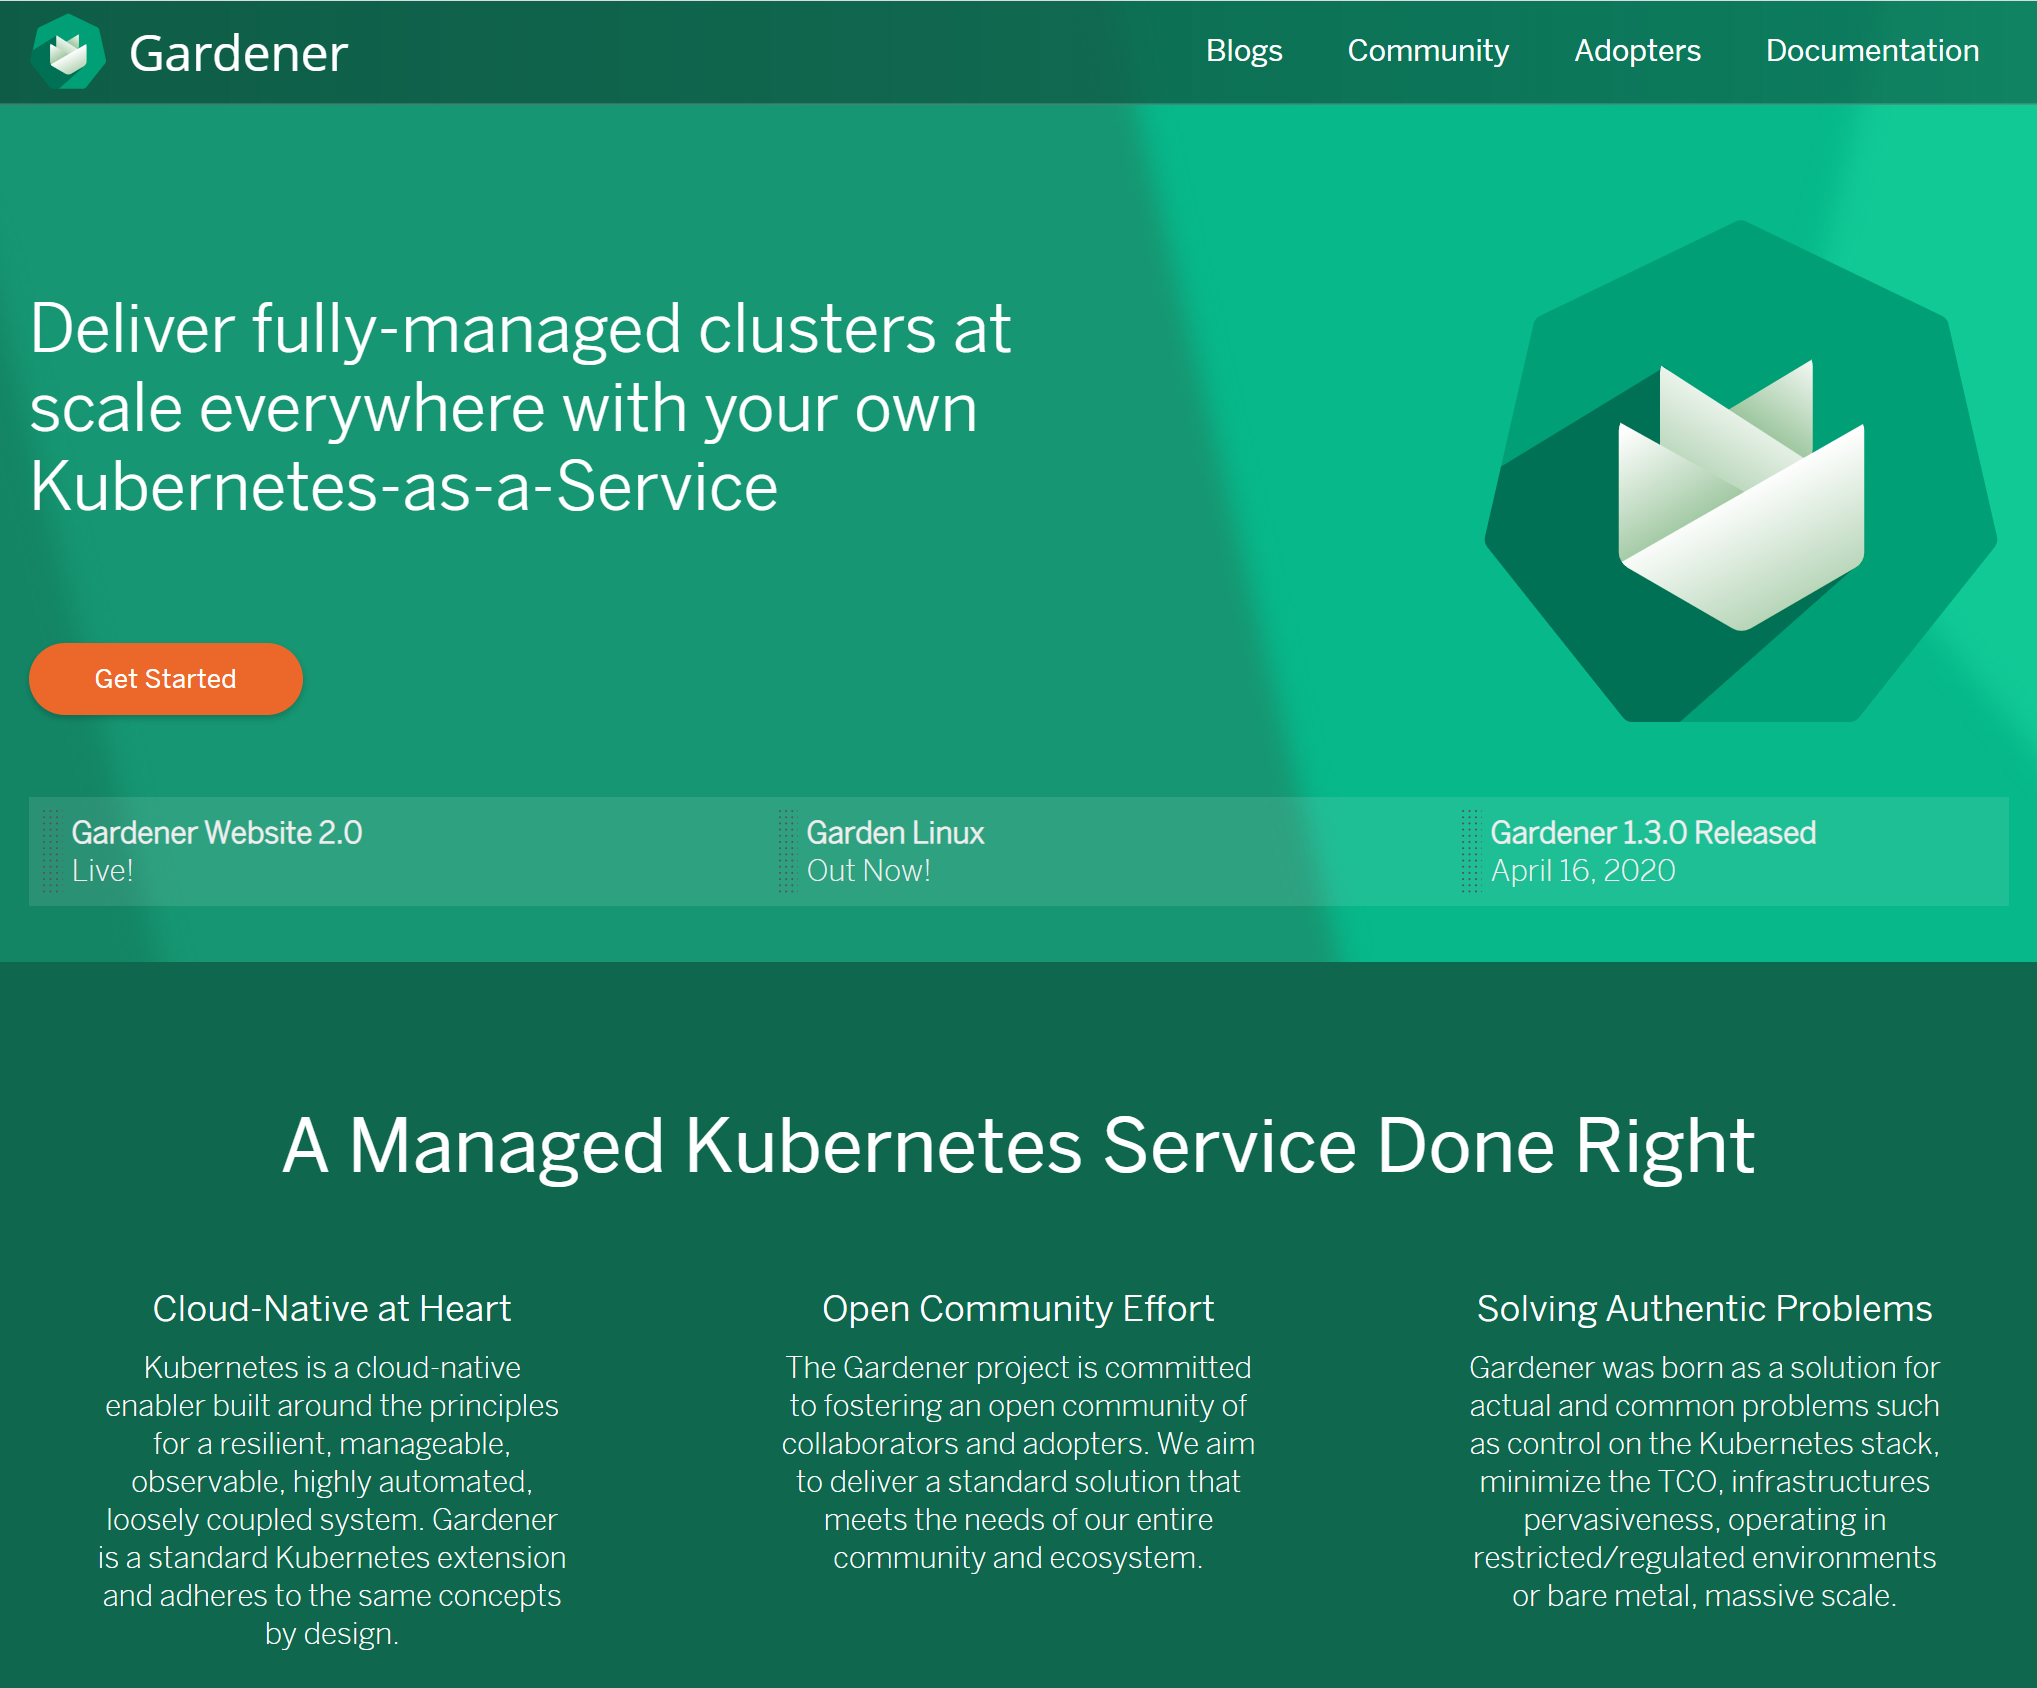 Gardener
Blogs
Community
Adopters
Documentation
Deliver fully-managed clusters at
scale everywhere with your own
Kubernetes-as-a-Service
Get Started
Gardener Website 2.0
Live!
Garden Linux
Out Now!
Gardener 1.3.0 Released
April 16, 2020
A Managed Kubernetes Service Done Right
Cloud-Native at Heart
Kubernetes is a cloud-native
enabler built around the principles
for a resilient, manageable,
observable, highly automated,
loosely coupled system. Gardener
is a standard Kubernetes extension
and adheres to the same concepts
by design.
Open Community Effort
The Gardener project is committed
to fostering an open community of
collaborators and adopters. We aim
to deliver a standard solution that
meets the needs of our entire
community and ecosystem.
Solving Authentic Problems
Gardener was born as a solution for
actual and common problems such
as control on the Kubernetes stack,
minimize the TCO, infrastructures
pervasiveness, operating in
restricted/regulated environments
or bare metal, massive scale.